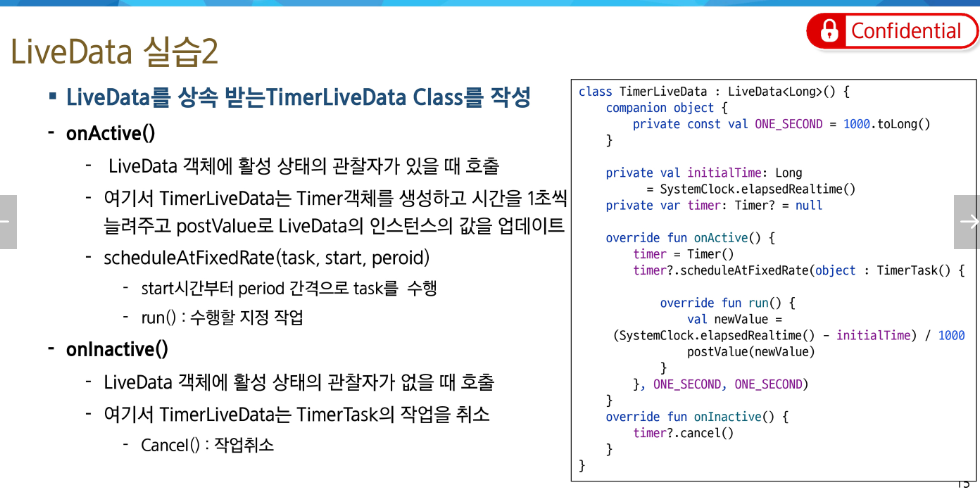 Confidential
LiveData 실습2
▪ LiveData를 상속 받는TimerLiveData Class를 작성
- onActive()
- LiveData 객체에 활성 상태의 관찰자가 있을 때 호출
- 여기서 TimerLiveData는 Timer객체를 생성하고 시간을 1초씩
늘려주고 postValue로 LiveData의 인스턴스의 값을 업데이트
- scheduleAtFixedRate(task, start, peroid)
- start시간부터 period 간격으로 task를 수행
- run() : 수행할 지정 작업
- onInactive()
- LiveData 객체에 활성 상태의 관찰자가 없을 때 호출
- 여기서 TimerLiveData는 TimerTask의 작업을 취소
- Cancel() : 작업취소
class TimerLiveData : LiveData<Long>() {
companion object {
private const val ONE_SECOND = 1000.toLong()
}
private val initialTime: Long
= SystemClock.elapsedRealtime()
private var timer: Timer? = null
override fun onActive() {
timer = Timer()
timer?.scheduleAtFixedRate(object : TimerTask() {
override fun run() {
val newValue =
(SystemClock.elapsedRealtime() - initialTime) / 1000
postValue(newValue)
}
}, ONE_SECOND, ONE_SECOND)
}
override fun onInactive() {
timer?.cancel()
}
}